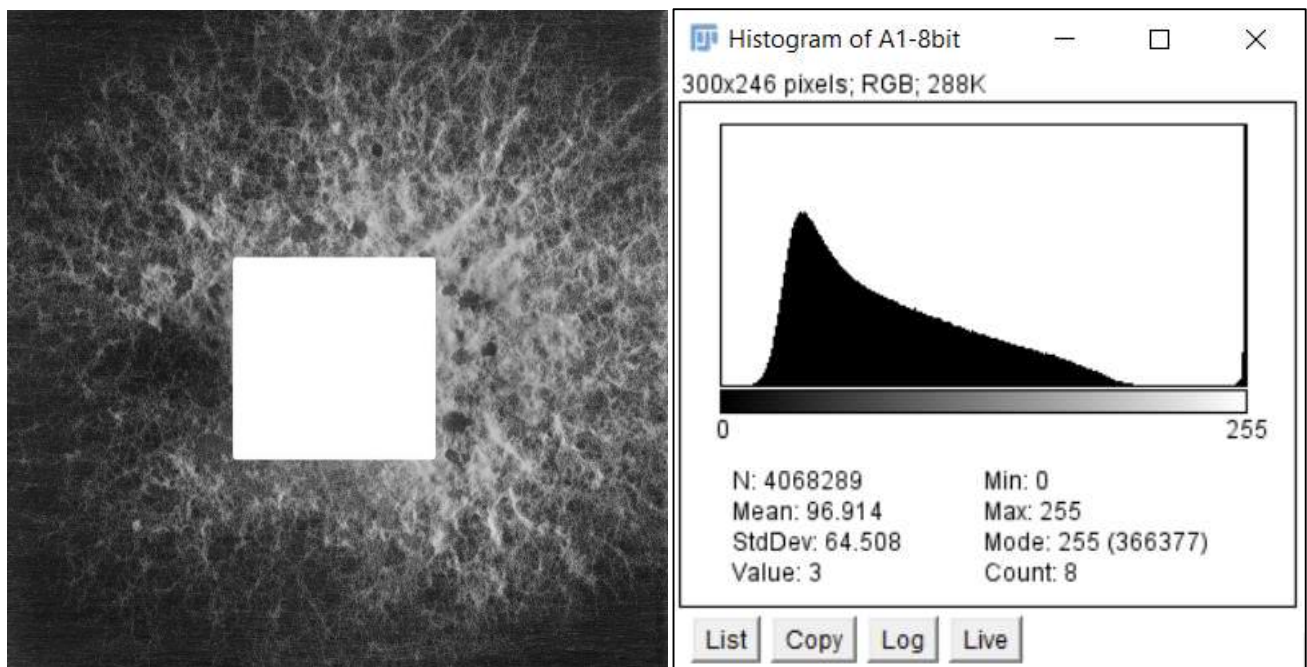 Histogram of A1-8bit
300x246 pixels; RGB; 288K
0 255
N: 4068289 Min: 0
Mean: 96.914 Max: 255
StdDev: 64.508 Mode: 255 (366377)
Value: 3 Count: 8
List Copy Log Live